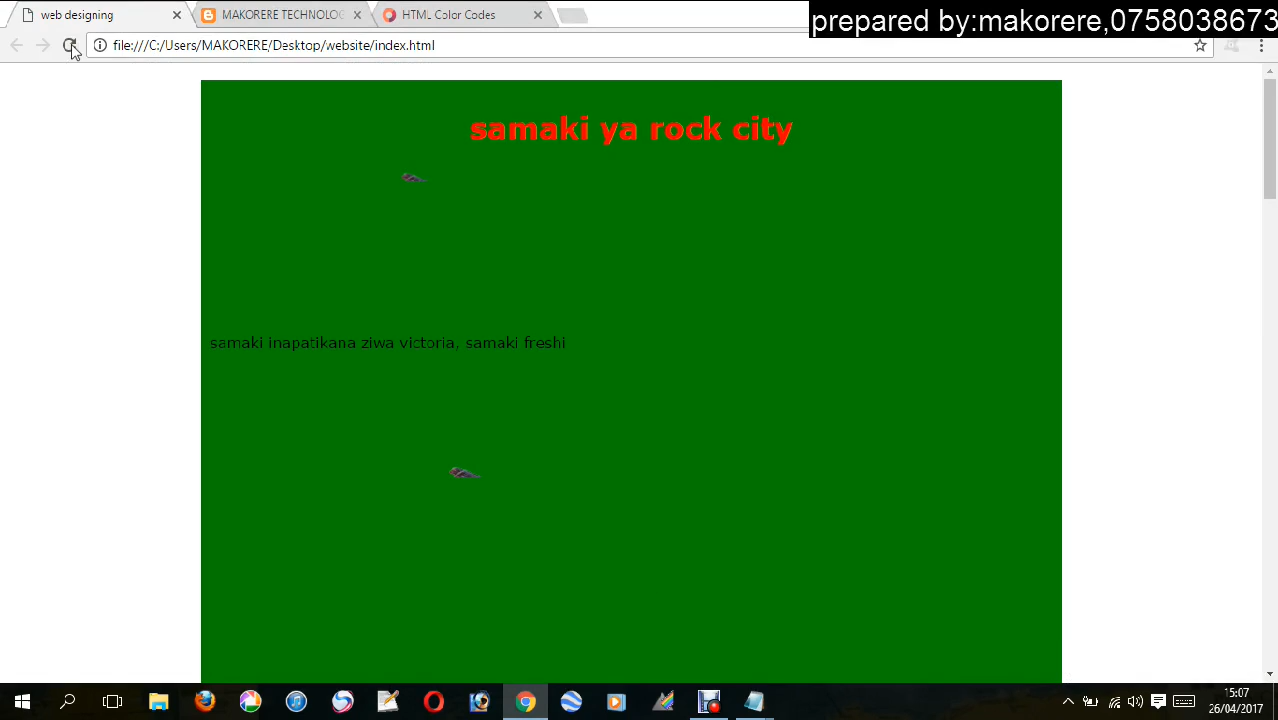 web designing
MAKORERE TECHNOLOG
HTML Color Codes
prepared by:makorere,0758038673
file:///C:/Users/MAKORERE/Desktop/website/index.html
samaki ya rock city
samaki inapatikana ziwa victoria, samaki freshi
15:07
26/04/2017